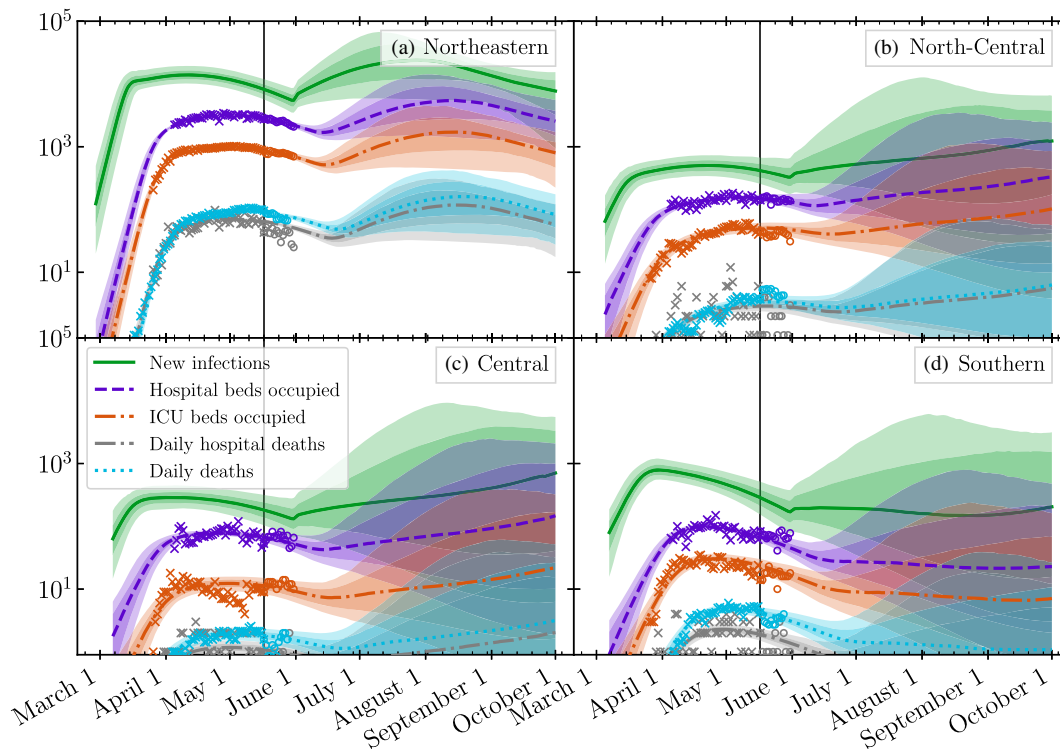 10^5
(a) Northeastern
(b) North-Central
10^3
10^1
10^5
New infections
Hospital beds occupied
ICU beds occupied
Daily hospital deaths
Daily deaths
(c) Central
(d) Southern
10^3
10^1
March 1
April 1
May 1
June 1
July 1
August 1
September 1
October 1
March 1
April 1
May 1
June 1
July 1
August 1
September 1
October 1